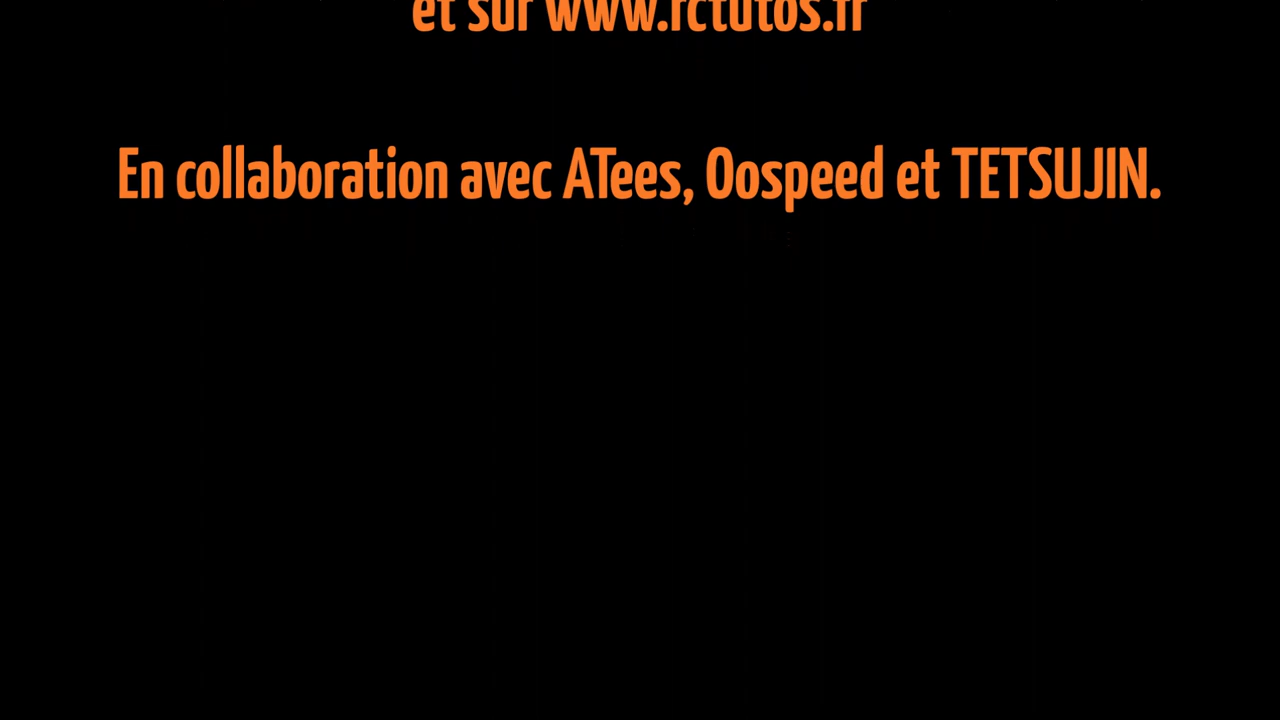 et sur www.rctutos.fr
En collaboration avec ATees, Oospeed et TETSUJIN.